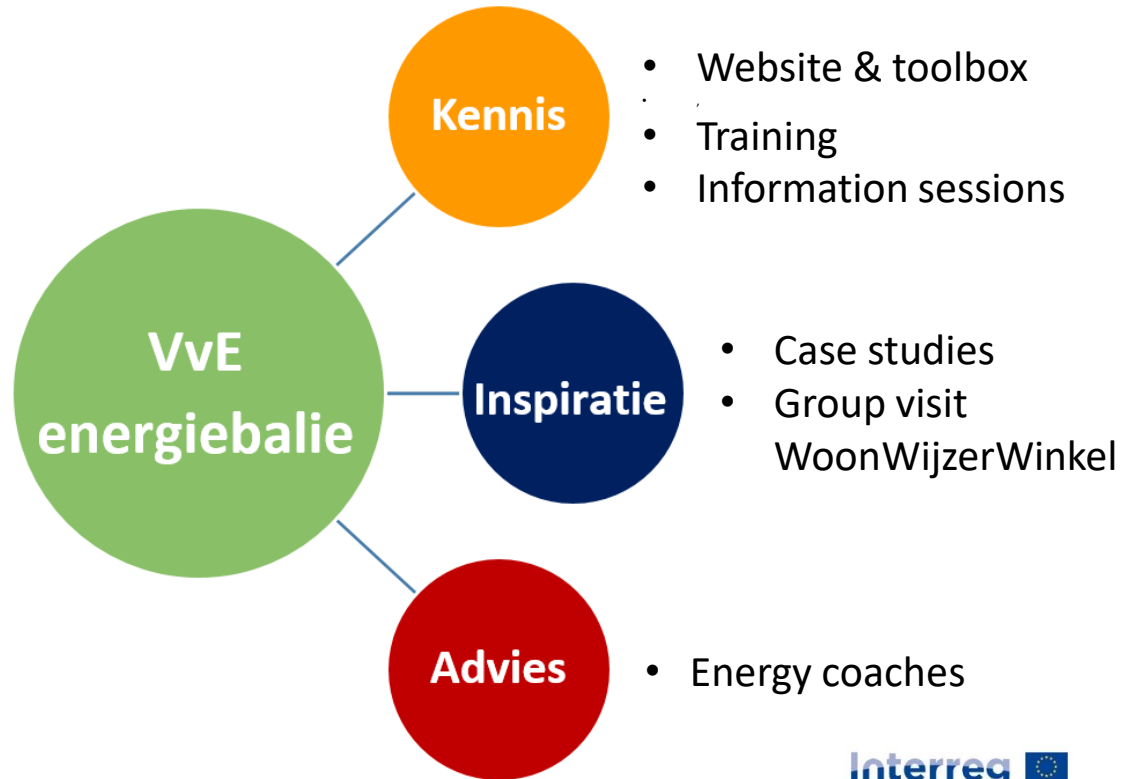 Kennis
• Website & toolbox
• Training
• Information sessions
VvE
energiebalie
Inspiratie
• Case studies
• Group visit
WoonWijzerWinkel
Advies
• Energy coaches
Interreg